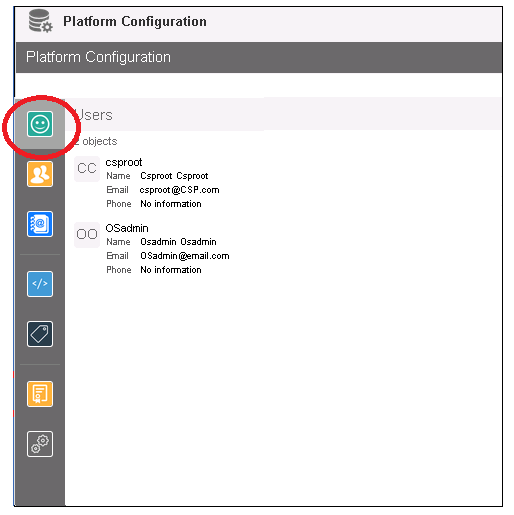 Platform Configuration
Platform Configuration
Users
2 objects
CC
csproot
Name Csproot Csproot
Email csproot@CSP.com
Phone No information
OO
OSadmin
Name Osadmin Osadmin
Email OSadmin@email.com
Phone No information